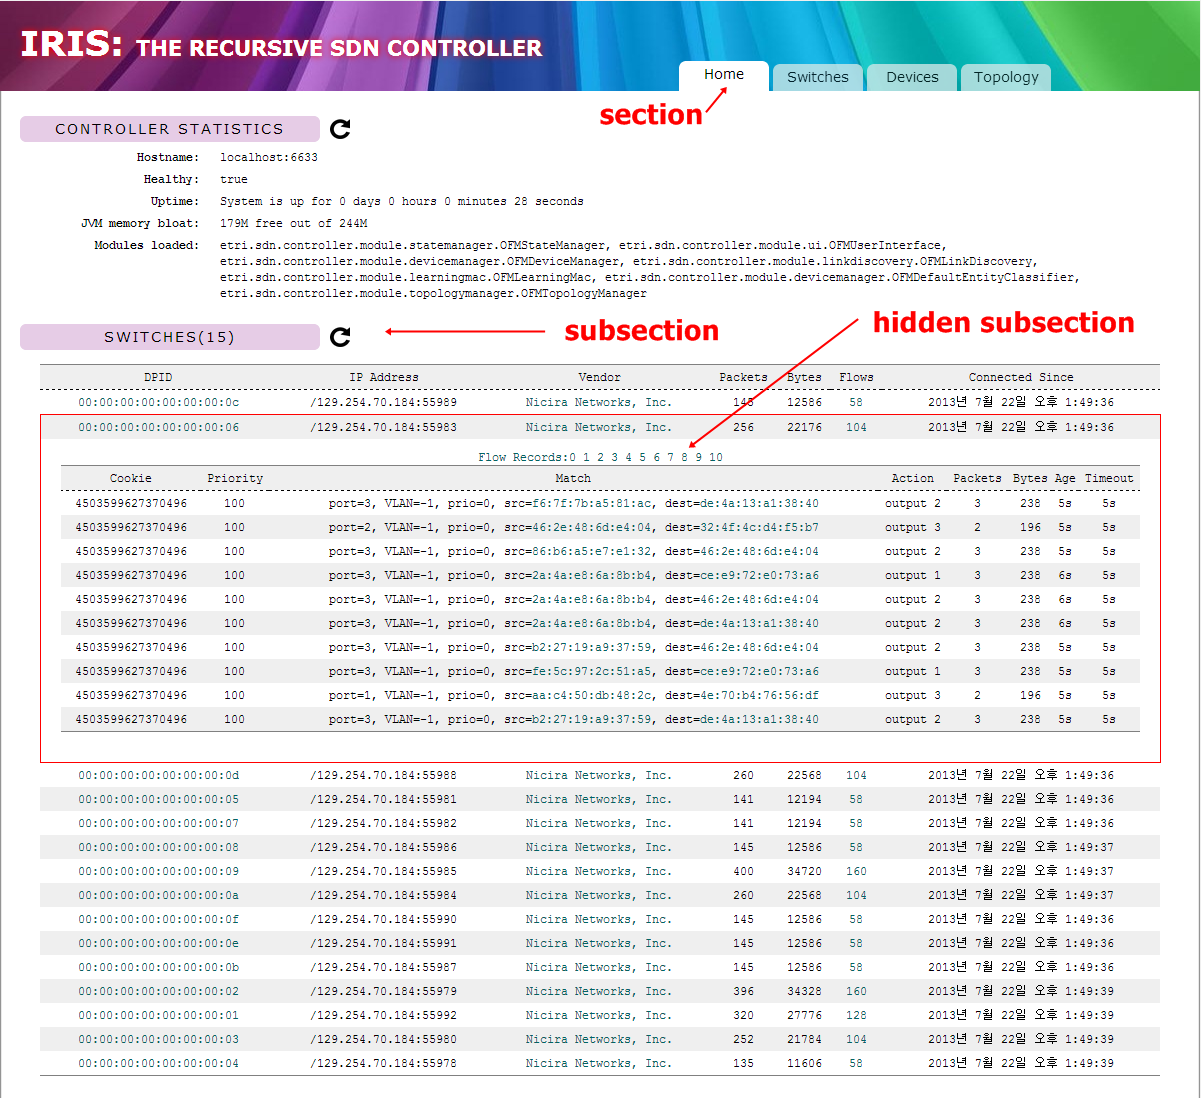 IRIS: THE RECURSIVE SDN CONTROLLER
Home Switches Devices Topology
section
CONTROLLER STATISTICS
Hostname: localhost:6633
Healthy: true
Uptime: System is up for 0 days 0 hours 0 minutes 28 seconds
JVM memory bloat: 179M free out of 244M
Modules loaded: etri.sdn.controller.module.statemanager.OFMStateManager, etri.sdn.controller.module.ui.OFMUserInterface,
etri.sdn.controller.module.devicemanager.OFMDeviceManager, etri.sdn.controller.module.linkdiscovery.OFMLinkDiscovery,
etri.sdn.controller.module.learningmac.OFMLearningMac, etri.sdn.controller.module.devicemanager.OFMDefaultEntityClassifier,
etri.sdn.controller.module.topologymanager.OFMTopologyManager
SWITCHES(15)
subsection
hidden subsection
DPID IP Address Vendor Packets Bytes Flows Connected Since
00:00:00:00:00:00:00:0c /129.254.70.184:55989 Nicira Networks, Inc. 145 12586 58 2013년 7월 22일 오후 1:49:36
00:00:00:00:00:00:00:06 /129.254.70.184:55983 Nicira Networks, Inc. 256 22176 104 2013년 7월 22일 오후 1:49:36
Flow Records:0 1 2 3 4 5 6 7 8 9 10
Cookie Priority Match Action Packets Bytes Age Timeout
4503599627370496 100 port=3, VLAN=-1, prio=0, src=f6:7f:7b:a5:81:ac, dest=de:4a:13:a1:38:40 output 2 3 238 5s 5s
4503599627370496 100 port=2, VLAN=-1, prio=0, src=46:2e:48:6d:e4:04, dest=32:4f:4c:d4:f5:b7 output 3 2 196 5s 5s
4503599627370496 100 port=3, VLAN=-1, prio=0, src=86:b6:a5:e7:e1:32, dest=46:2e:48:6d:e4:04 output 2 3 238 5s 5s
4503599627370496 100 port=3, VLAN=-1, prio=0, src=2a:4a:e8:6a:8b:b4, dest=ce:e9:72:e0:73:a6 output 1 3 238 6s 5s
4503599627370496 100 port=3, VLAN=-1, prio=0, src=2a:4a:e8:6a:8b:b4, dest=46:2e:48:6d:e4:04 output 2 3 238 6s 5s
4503599627370496 100 port=3, VLAN=-1, prio=0, src=2a:4a:e8:6a:8b:b4, dest=de:4a:13:a1:38:40 output 2 3 238 6s 5s
4503599627370496 100 port=3, VLAN=-1, prio=0, src=b2:27:19:a9:37:59, dest=46:2e:48:6d:e4:04 output 2 3 238 5s 5s
4503599627370496 100 port=3, VLAN=-1, prio=0, src=fe:5c:97:2c:51:a5, dest=ce:e9:72:e0:73:a6 output 1 3 238 5s 5s
4503599627370496 100 port=1, VLAN=-1, prio=0, src=aa:c4:50:db:48:2c, dest=4e:70:b4:76:56:df output 3 2 196 5s 5s
4503599627370496 100 port=3, VLAN=-1, prio=0, src=b2:27:19:a9:37:59, dest=de:4a:13:a1:38:40 output 2 3 238 5s 5s
00:00:00:00:00:00:00:0d /129.254.70.184:55988 Nicira Networks, Inc. 260 22568 104 2013년 7월 22일 오후 1:49:36
00:00:00:00:00:00:00:05 /129.254.70.184:55981 Nicira Networks, Inc. 141 12194 58 2013년 7월 22일 오후 1:49:36
00:00:00:00:00:00:00:07 /129.254.70.184:55982 Nicira Networks, Inc. 141 12194 58 2013년 7월 22일 오후 1:49:36
00:00:00:00:00:00:00:08 /129.254.70.184:55986 Nicira Networks, Inc. 145 12586 58 2013년 7월 22일 오후 1:49:37
00:00:00:00:00:00:00:09 /129.254.70.184:55985 Nicira Networks, Inc. 400 34720 160 2013년 7월 22일 오후 1:49:37
00:00:00:00:00:00:00:0a /129.254.70.184:55984 Nicira Networks, Inc. 260 22568 104 2013년 7월 22일 오후 1:49:37
00:00:00:00:00:00:00:0f /129.254.70.184:55990 Nicira Networks, Inc. 145 12586 58 2013년 7월 22일 오후 1:49:36
00:00:00:00:00:00:00:0e /129.254.70.184:55991 Nicira Networks, Inc. 145 12586 58 2013년 7월 22일 오후 1:49:36
00:00:00:00:00:00:00:0b /129.254.70.184:55987 Nicira Networks, Inc. 145 12586 58 2013년 7월 22일 오후 1:49:36
00:00:00:00:00:00:00:02 /129.254.70.184:55979 Nicira Networks, Inc. 396 34328 160 2013년 7월 22일 오후 1:49:39
00:00:00:00:00:00:00:01 /129.254.70.184:55992 Nicira Networks, Inc. 320 27776 128 2013년 7월 22일 오후 1:49:39
00:00:00:00:00:00:00:03 /129.254.70.184:55980 Nicira Networks, Inc. 252 21784 104 2013년 7월 22일 오후 1:49:39
00:00:00:00:00:00:00:04 /129.254.70.184:55978 Nicira Networks, Inc. 135 11606 58 2013년 7월 22일 오후 1:49:39